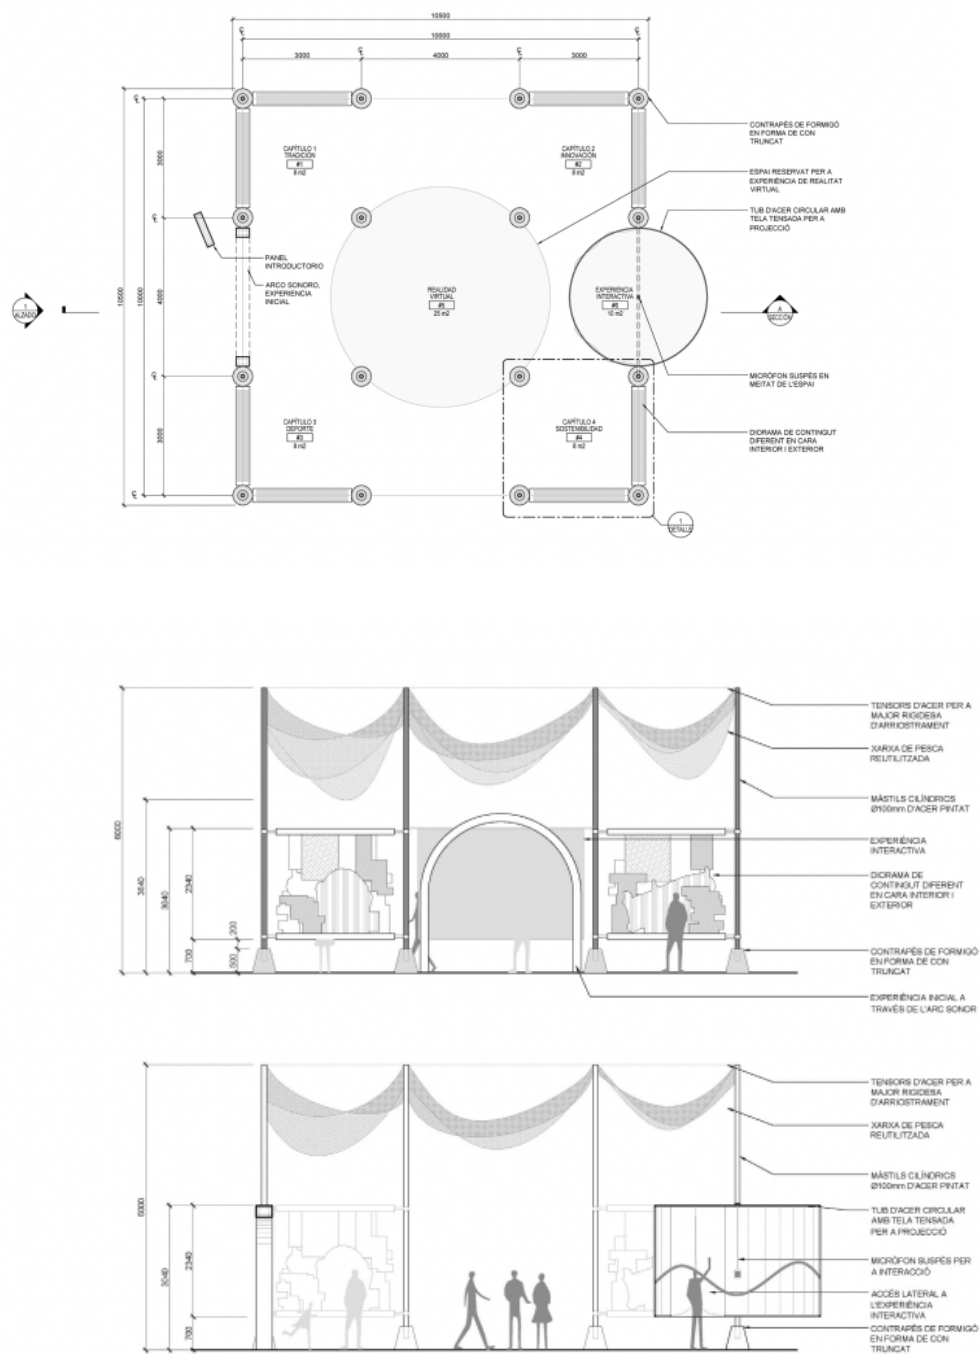 10500
10000
3000
4000
3000
CONTRAPÉS DE FORMIGÓ
EN FORMA DE CON
TRUNCAT
CAPÍTULO 1
TRADICIÓN
#1
8 m2
CAPÍTULO 2
INNOVACIÓN
#2
8 m2
ESPAI RESERVAT PER A
EXPERIÈNCIA DE REALITAT
VIRTUAL
TUB D'ACER CIRCULAR AMB
TELA TENSADA PER A
PROJECCIÓ
10500
10000
3000
4000
3000
PANEL
INTRODUCTORIO
ARCO SONORO,
EXPERIENCIA
INICIAL
REALIDAD
VIRTUAL
#5
25 m2
EXPERIENCIA
INTERACTIVA
#6
10 m2
1
ALZADO
A
SECCIÓN
MICRÒFON SUSPÈS EN
MEITAT DE L'ESPAI
CAPÍTULO 3
DEPORTE
#3
8 m2
CAPÍTULO 4
SOSTENIBILIDAD
#4
8 m2
DIORAMA DE CONTINGUT
DIFERENT EN CARA
INTERIOR I EXTERIOR
1
DETALLE
TENSORS D'ACER PER A
MAJOR RIGIDESA
D'ARRIOSTRAMENT
XARXA DE PESCA
REUTILITZADA
MÀSTILS CILÍNDRICS
Ø100mm D'ACER PINTAT
6000
3640
3040
2340
200
700
500
EXPERIÈNCIA
INTERACTIVA
DIORAMA DE
CONTINGUT DIFERENT
EN CARA INTERIOR I
EXTERIOR
CONTRAPÉS DE FORMIGÓ
EN FORMA DE CON
TRUNCAT
EXPERIÈNCIA INICIAL A
TRAVÉS DE L'ARC SONOR
TENSORS D'ACER PER A
MAJOR RIGIDESA
D'ARRIOSTRAMENT
XARXA DE PESCA
REUTILITZADA
MÀSTILS CILÍNDRICS
Ø100mm D'ACER PINTAT
6000
3040
2340
700
TUB D'ACER CIRCULAR
AMB TELA TENSADA
PER A PROJECCIÓ
MICRÒFON SUSPÈS PER
A INTERACCIÓ
ACCÉS LATERAL A
L'EXPERIÈNCIA
INTERACTIVA
CONTRAPÉS DE FORMIGÓ
EN FORMA DE CON
TRUNCAT